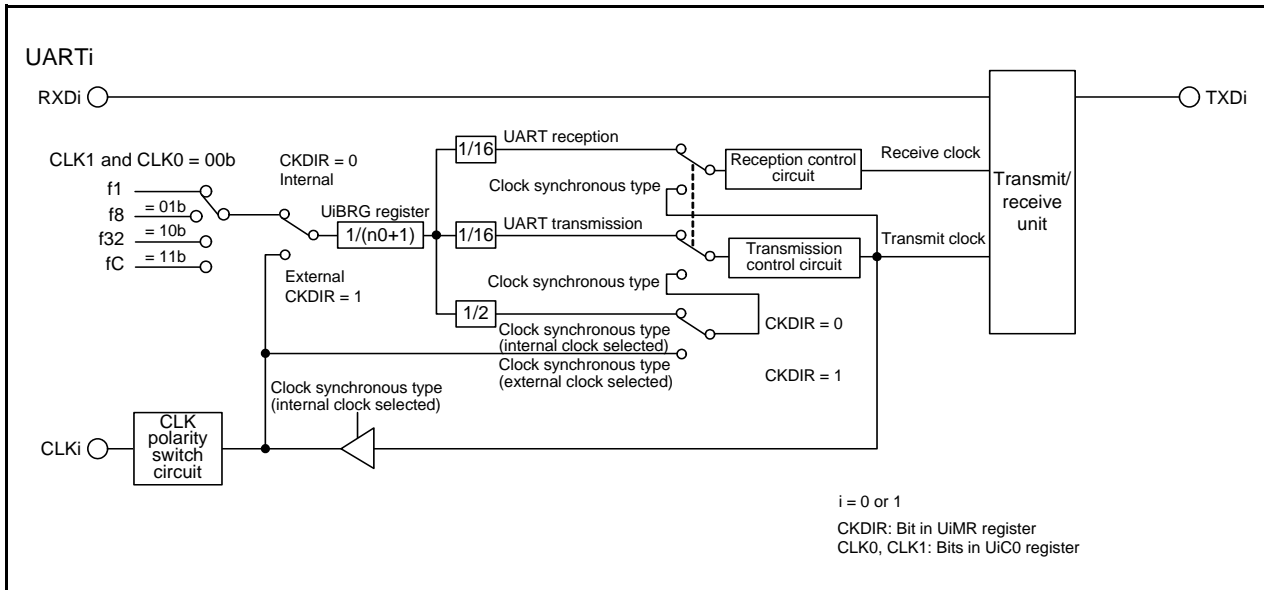 UARTi
RXDi
TXDi
CLK1 and CLK0 = 00b
f1
f8
= 01b
f32
= 10b
fC
= 11b
CKDIR = 0
Internal
External
CKDIR = 1
UiBRG register
1/(n0+1)
1/16
UART reception
Clock synchronous type
1/16
UART transmission
Clock synchronous type
1/2
Clock synchronous type
(internal clock selected)
Clock synchronous type
(external clock selected)
CKDIR = 0
CKDIR = 1
Reception control
circuit
Receive clock
Transmission
control circuit
Transmit clock
Transmit/
receive
unit
Clock synchronous type
(internal clock selected)
CLKi
CLK
polarity
switch
circuit
i = 0 or 1
CKDIR: Bit in UiMR register
CLK0, CLK1: Bits in UiC0 register